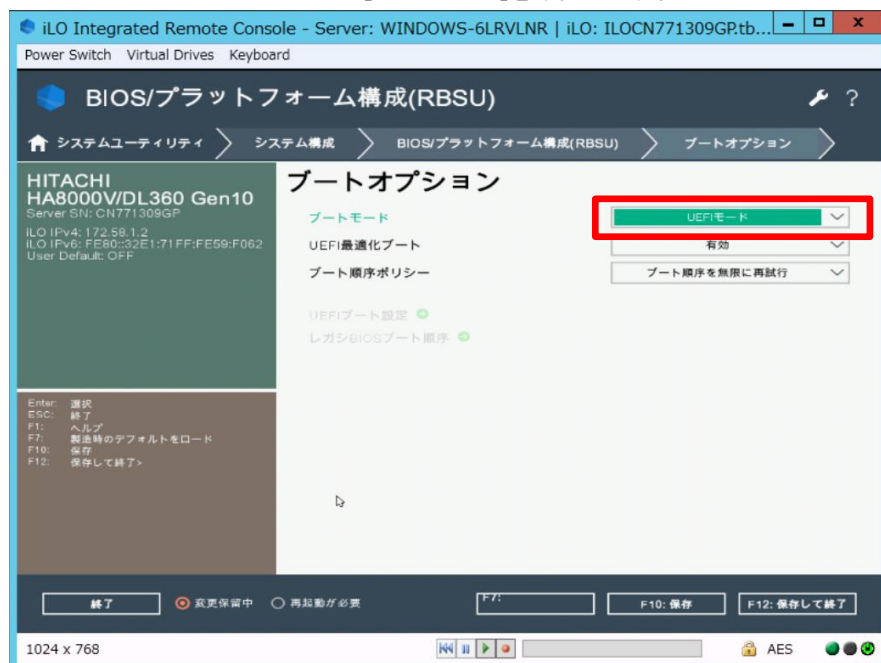 iLO Integrated Remote Console - Server: WINDOWS-6LRVLNR | iLO: ILOCN771309GP.tb...
Power Switch Virtual Drives Keyboard
BIOS/プラットフォーム構成(RBSU)
?
システムユーティリティ
システム構成
BIOS/プラットフォーム構成(RBSU)
ブートオプション
HITACHI
HA8000V/DL360 Gen10
Server SN: CN771309GP
iLO IPv4: 172.58.1.2
iLO IPv6: FE80::32E1:71FF:FE59:F062
User Default: OFF
Enter: 選択
ESC: 終了
F1: ヘルプ
F7: 製造時のデフォルトをロード
F10: 保存
F12: 保存して終了>
ブートオプション
ブートモード UEFIモード
UEFI最適化ブート 有効
ブート順序ポリシー ブート順序を無限に再試行
UEFIブート設定
レガシBIOSブート順序
終了 変更保留中 再起動が必要 F7: F10: 保存 F12: 保存して終了
1024 x 768 AES